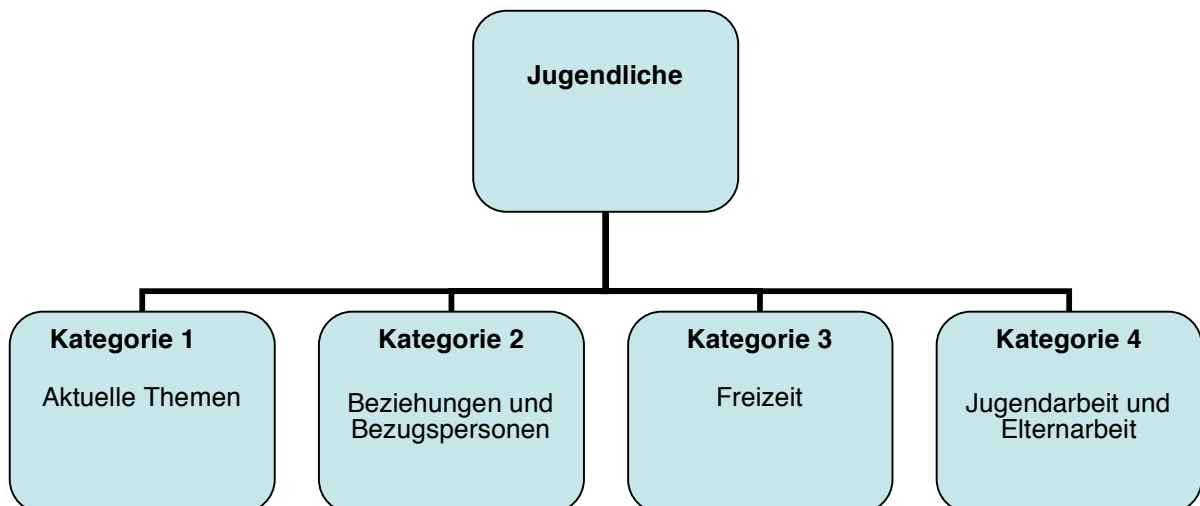 Jugendliche
Kategorie 1
Aktuelle Themen
Kategorie 2
Beziehungen und
Bezugspersonen
Kategorie 3
Freizeit
Kategorie 4
Jugendarbeit und
Elternarbeit